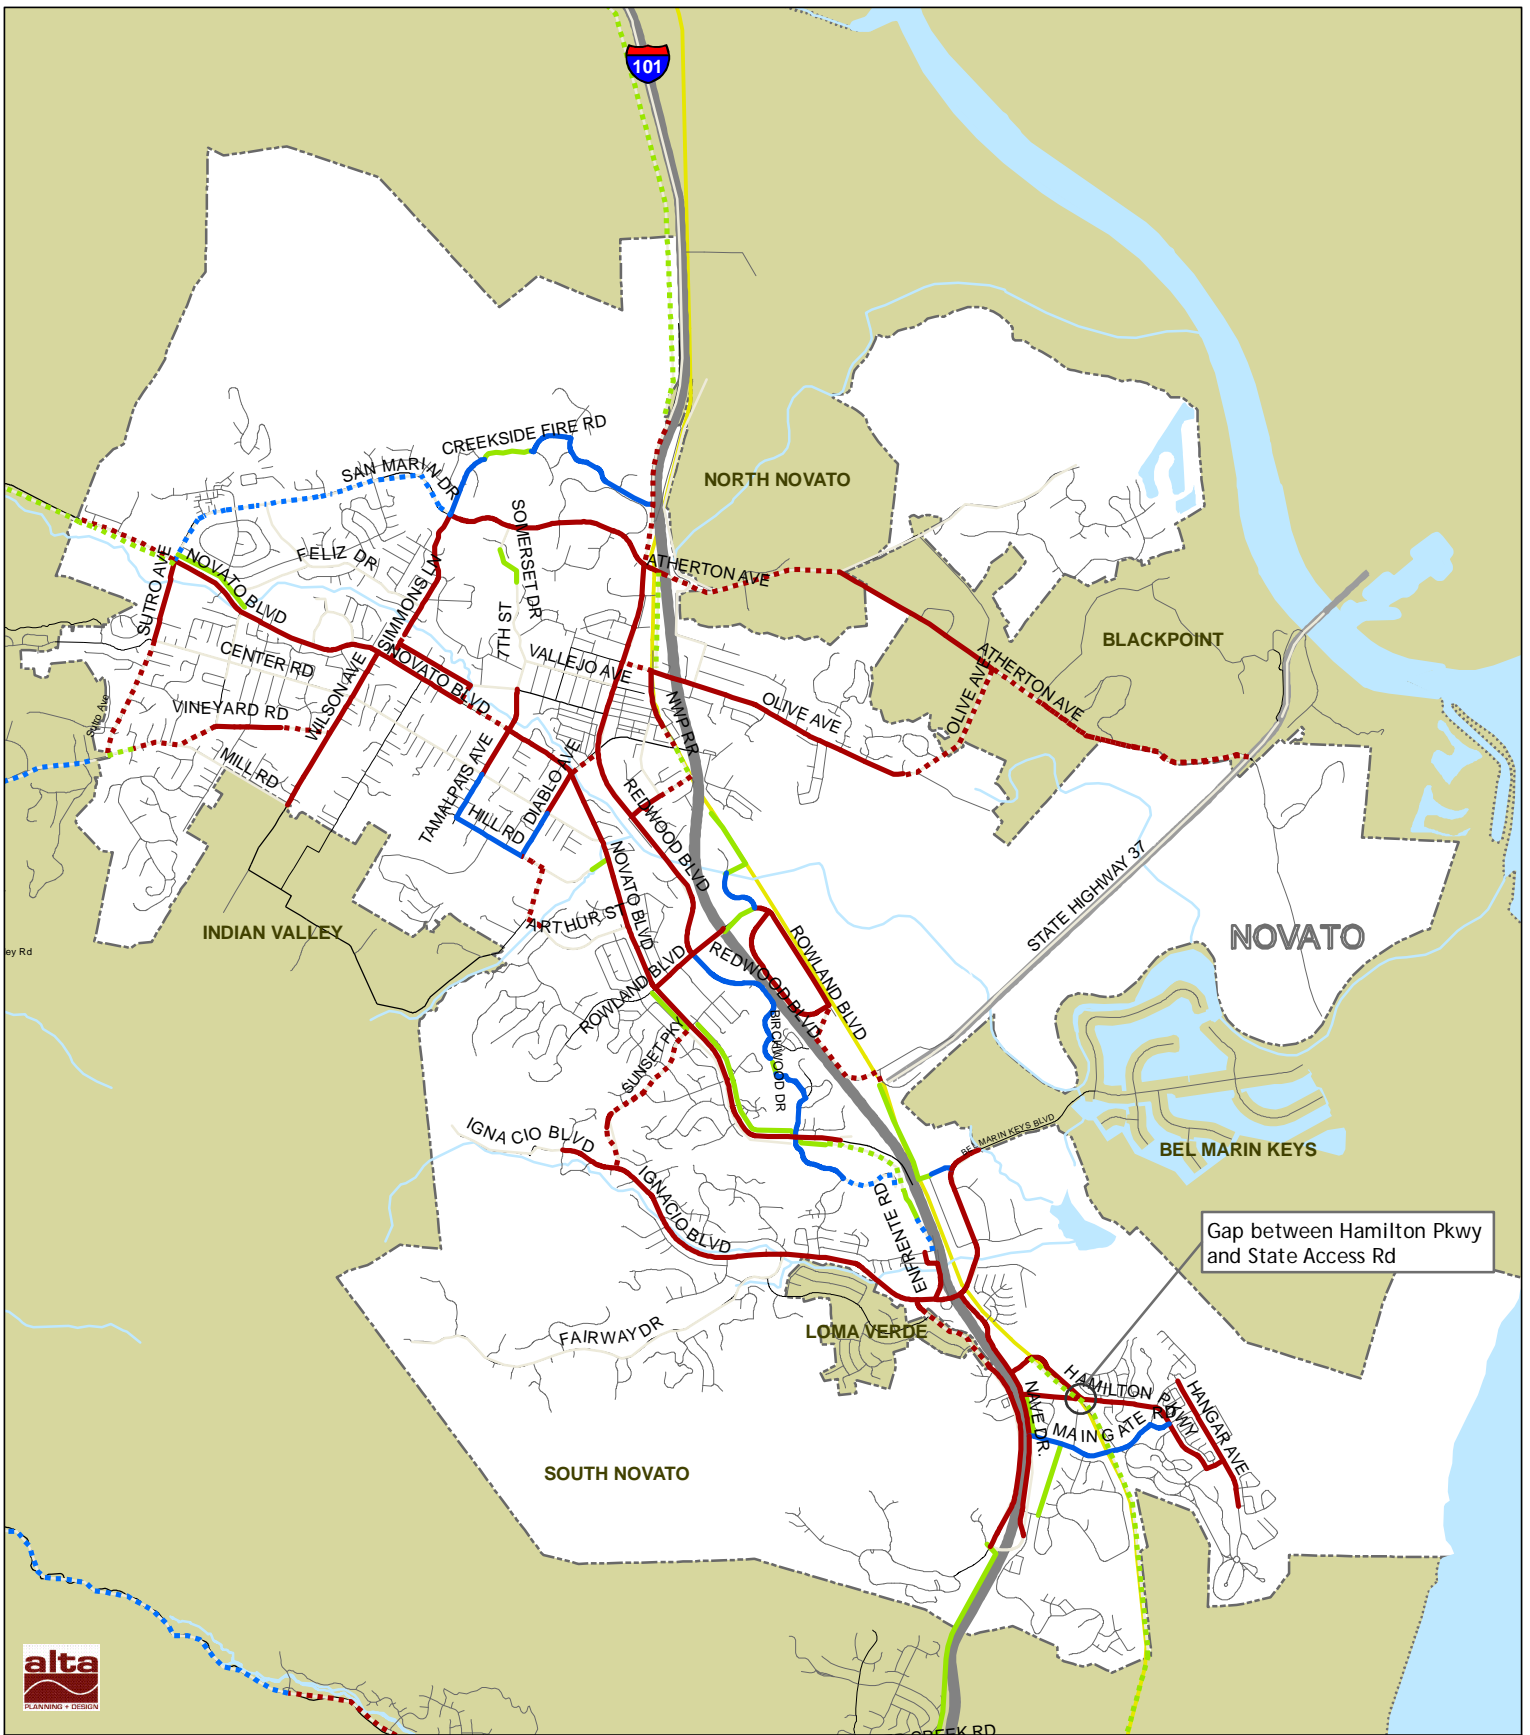 101
CREEKSIDE FIRE RD
SAN MARIN DR
NORTH NOVATO
SOMERSET DR
FELIZ DR
NOVATO BLVD
SUTRO AVE
SIMMONS LN
ATHERTON AVE
7TH ST
VALLEJO AVE
CENTER RD
NOVATO BLVD
WILSON AVE
BLACKPOINT
ATHERTON AVE
OLIVE AVE
OLIVE AVE
NWP RR
VINEYARD RD
Sutro Ave
MILL RD
TAMALPAIS AVE
DIABLO AVE
HILL RD
REDWOOD BLVD
NOVATO BLVD
STATE HIGHWAY 37
INDIAN VALLEY
ey Rd
ARTHUR ST
NOVATO
ROWLAND BLVD
REDWOOD BLVD
ROWLAND BLVD
BIRCHWOOD DR
SUNSET PKY
IGNACIO BLVD
BEL MARIN KEYS BLVD
BEL MARIN KEYS
IGNACIO BLVD
ENFRENTE RD
Gap between Hamilton Pkwy
and State Access Rd
FAIRWAY DR
LOMA VERDE
HAMILTON PKWY
HANGAR AVE
NAVE DR.
MAIN GATE RD
SOUTH NOVATO
alta
PLANNING + DESIGN
CREEK RD